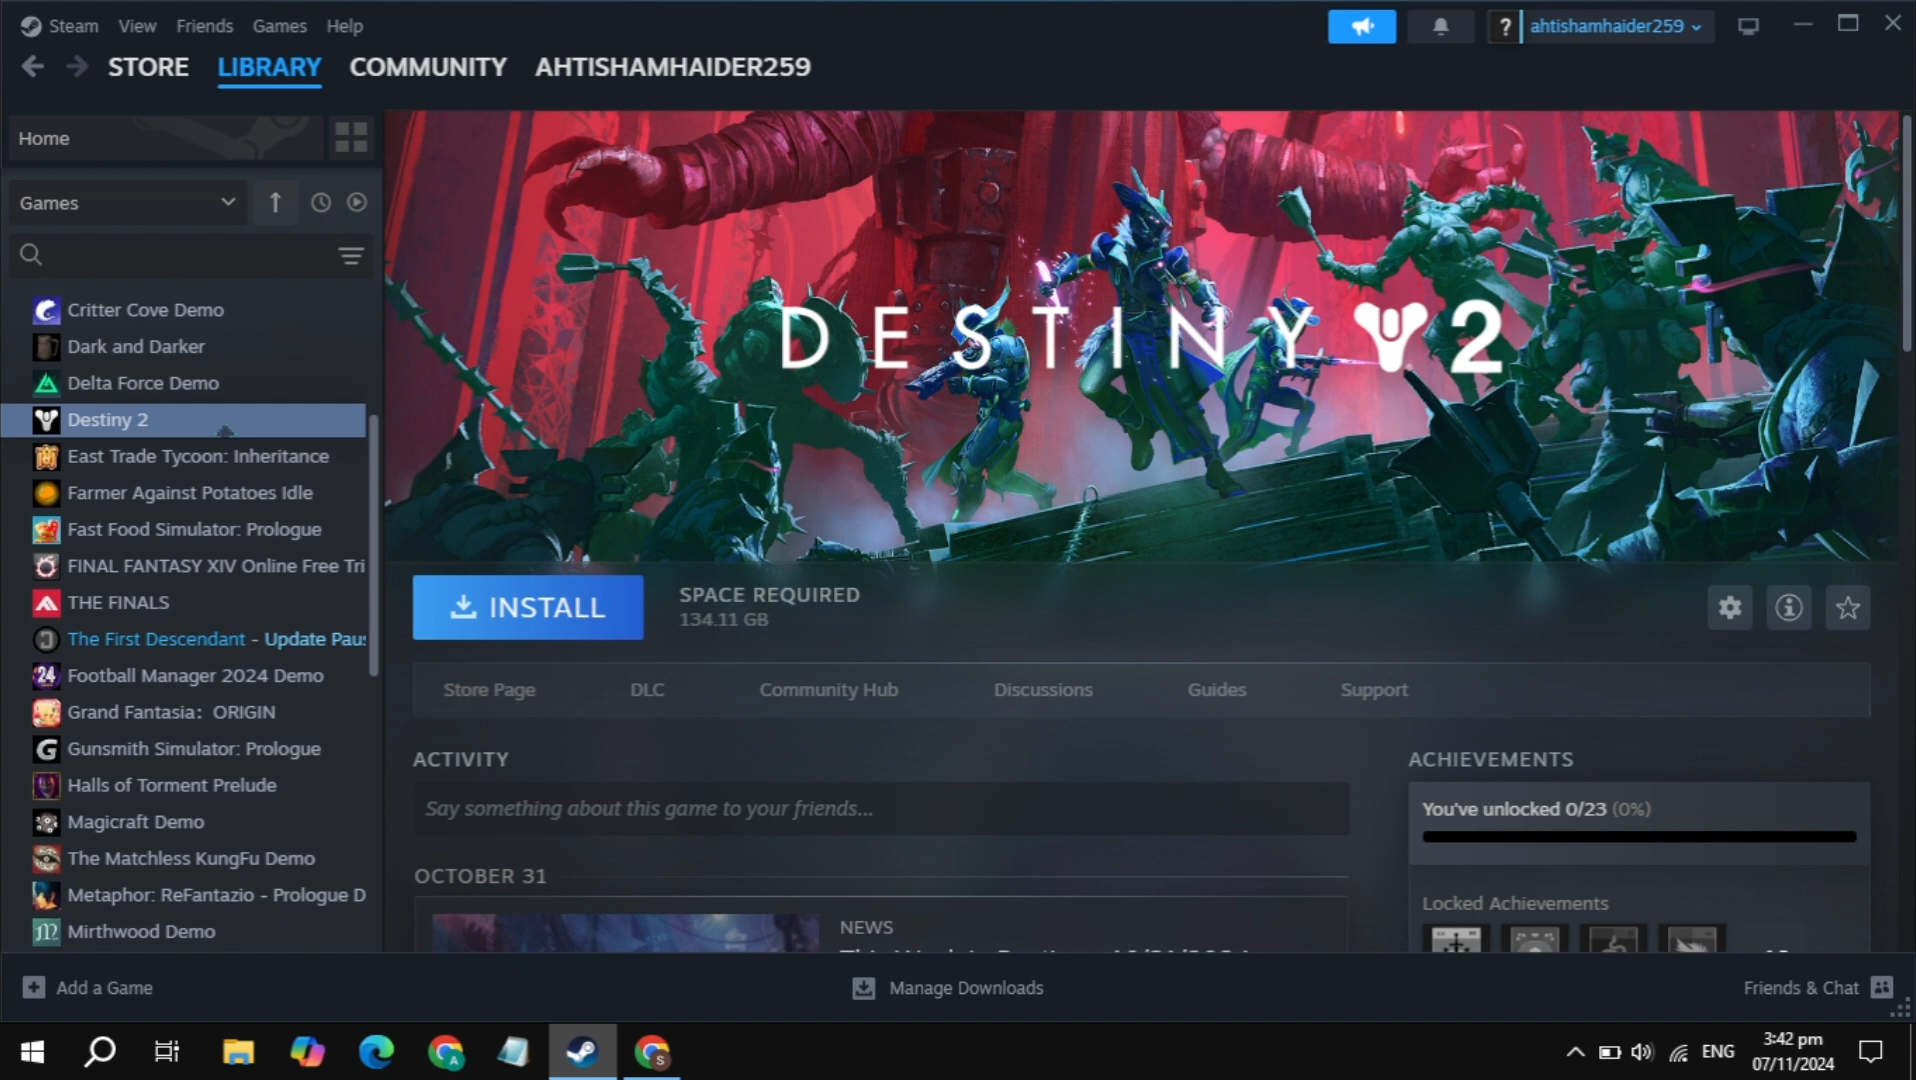 Steam View Friends Games Help
? ahtishamhaider259
STORE LIBRARY COMMUNITY AHTISHAMHAIDER259
Home
Games
Critter Cove Demo
Dark and Darker
Delta Force Demo
Destiny 2
East Trade Tycoon: Inheritance
Farmer Against Potatoes Idle
Fast Food Simulator: Prologue
FINAL FANTASY XIV Online Free Tri
THE FINALS
The First Descendant - Update Pau
24 Football Manager 2024 Demo
Grand Fantasia: ORIGIN
G Gunsmith Simulator: Prologue
Halls of Torment Prelude
Magicraft Demo
The Matchless KungFu Demo
Metaphor: ReFantazio - Prologue D
Mirthwood Demo
DESTINY 2
INSTALL
SPACE REQUIRED
134.11 GB
Store Page DLC Community Hub Discussions Guides Support
ACTIVITY
Say something about this game to your friends...
OCTOBER 31
NEWS
ACHIEVEMENTS
You've unlocked 0/23 (0%)
Locked Achievements
Add a Game
Manage Downloads
Friends & Chat
ENG
3:42 pm
07/11/2024